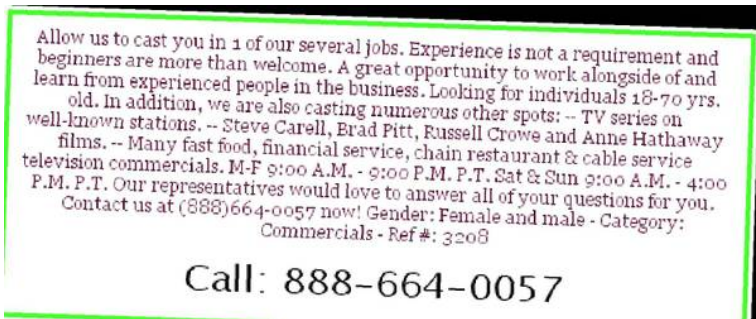 Allow us to cast you in 1 of our several jobs. Experience is not a requirement and
beginners are more than welcome. A great opportunity to work alongside of and
learn from experienced people in the business. Looking for individuals 18-70 yrs.
old. In addition, we are also casting numerous other spots: -- TV series on
well-known stations. -- Steve Carell, Brad Pitt, Russell Crowe and Anne Hathaway
films. -- Many fast food, financial service, chain restaurant & cable service
television commercials. M-F 9:00 A.M. - 9:00 P.M. P.T. Sat & Sun 9:00 A.M. - 4:00
P.M. P.T. Our representatives would love to answer all of your questions for you.
Contact us at (888)664-0057 now! Gender: Female and male - Category:
Commercials - Ref #: 3208
Call: 888-664-0057